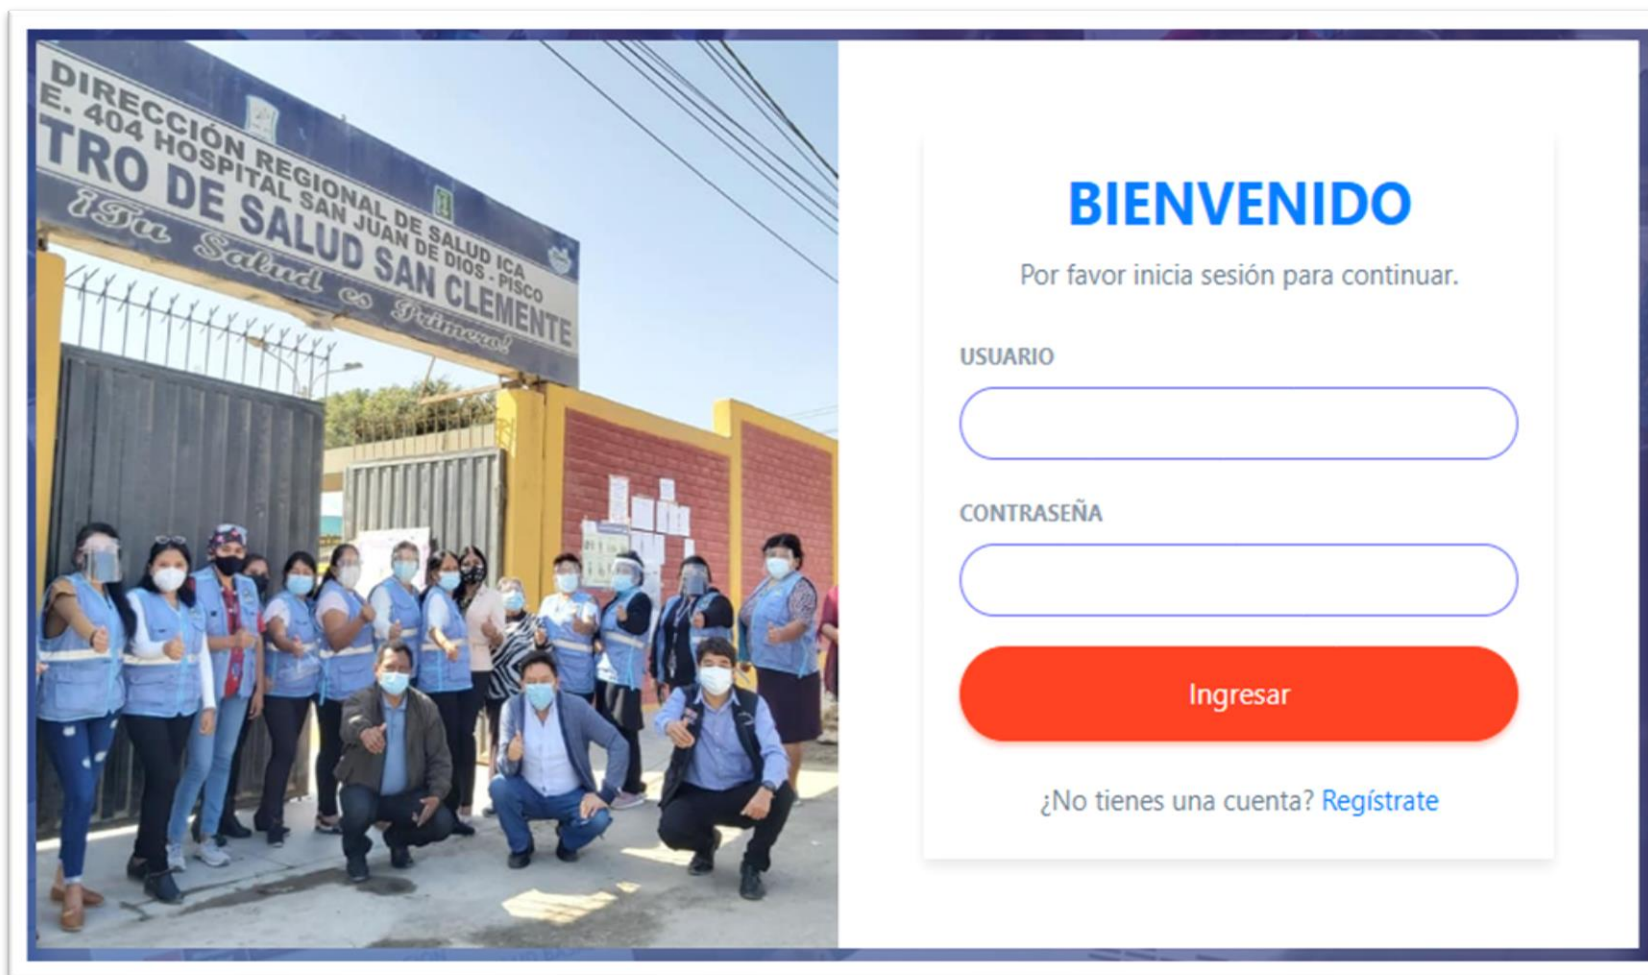 DIRECCIÓN REGIONAL DE SALUD ICA
E. 404 HOSPITAL SAN JUAN DE DIOS - PISCO
TRO DE SALUD SAN CLEMENTE
¡Tu Salud es Primero!
BIENVENIDO
Por favor inicia sesión para continuar.
USUARIO
CONTRASEÑA
Ingresar
¿No tienes una cuenta? Regístrate